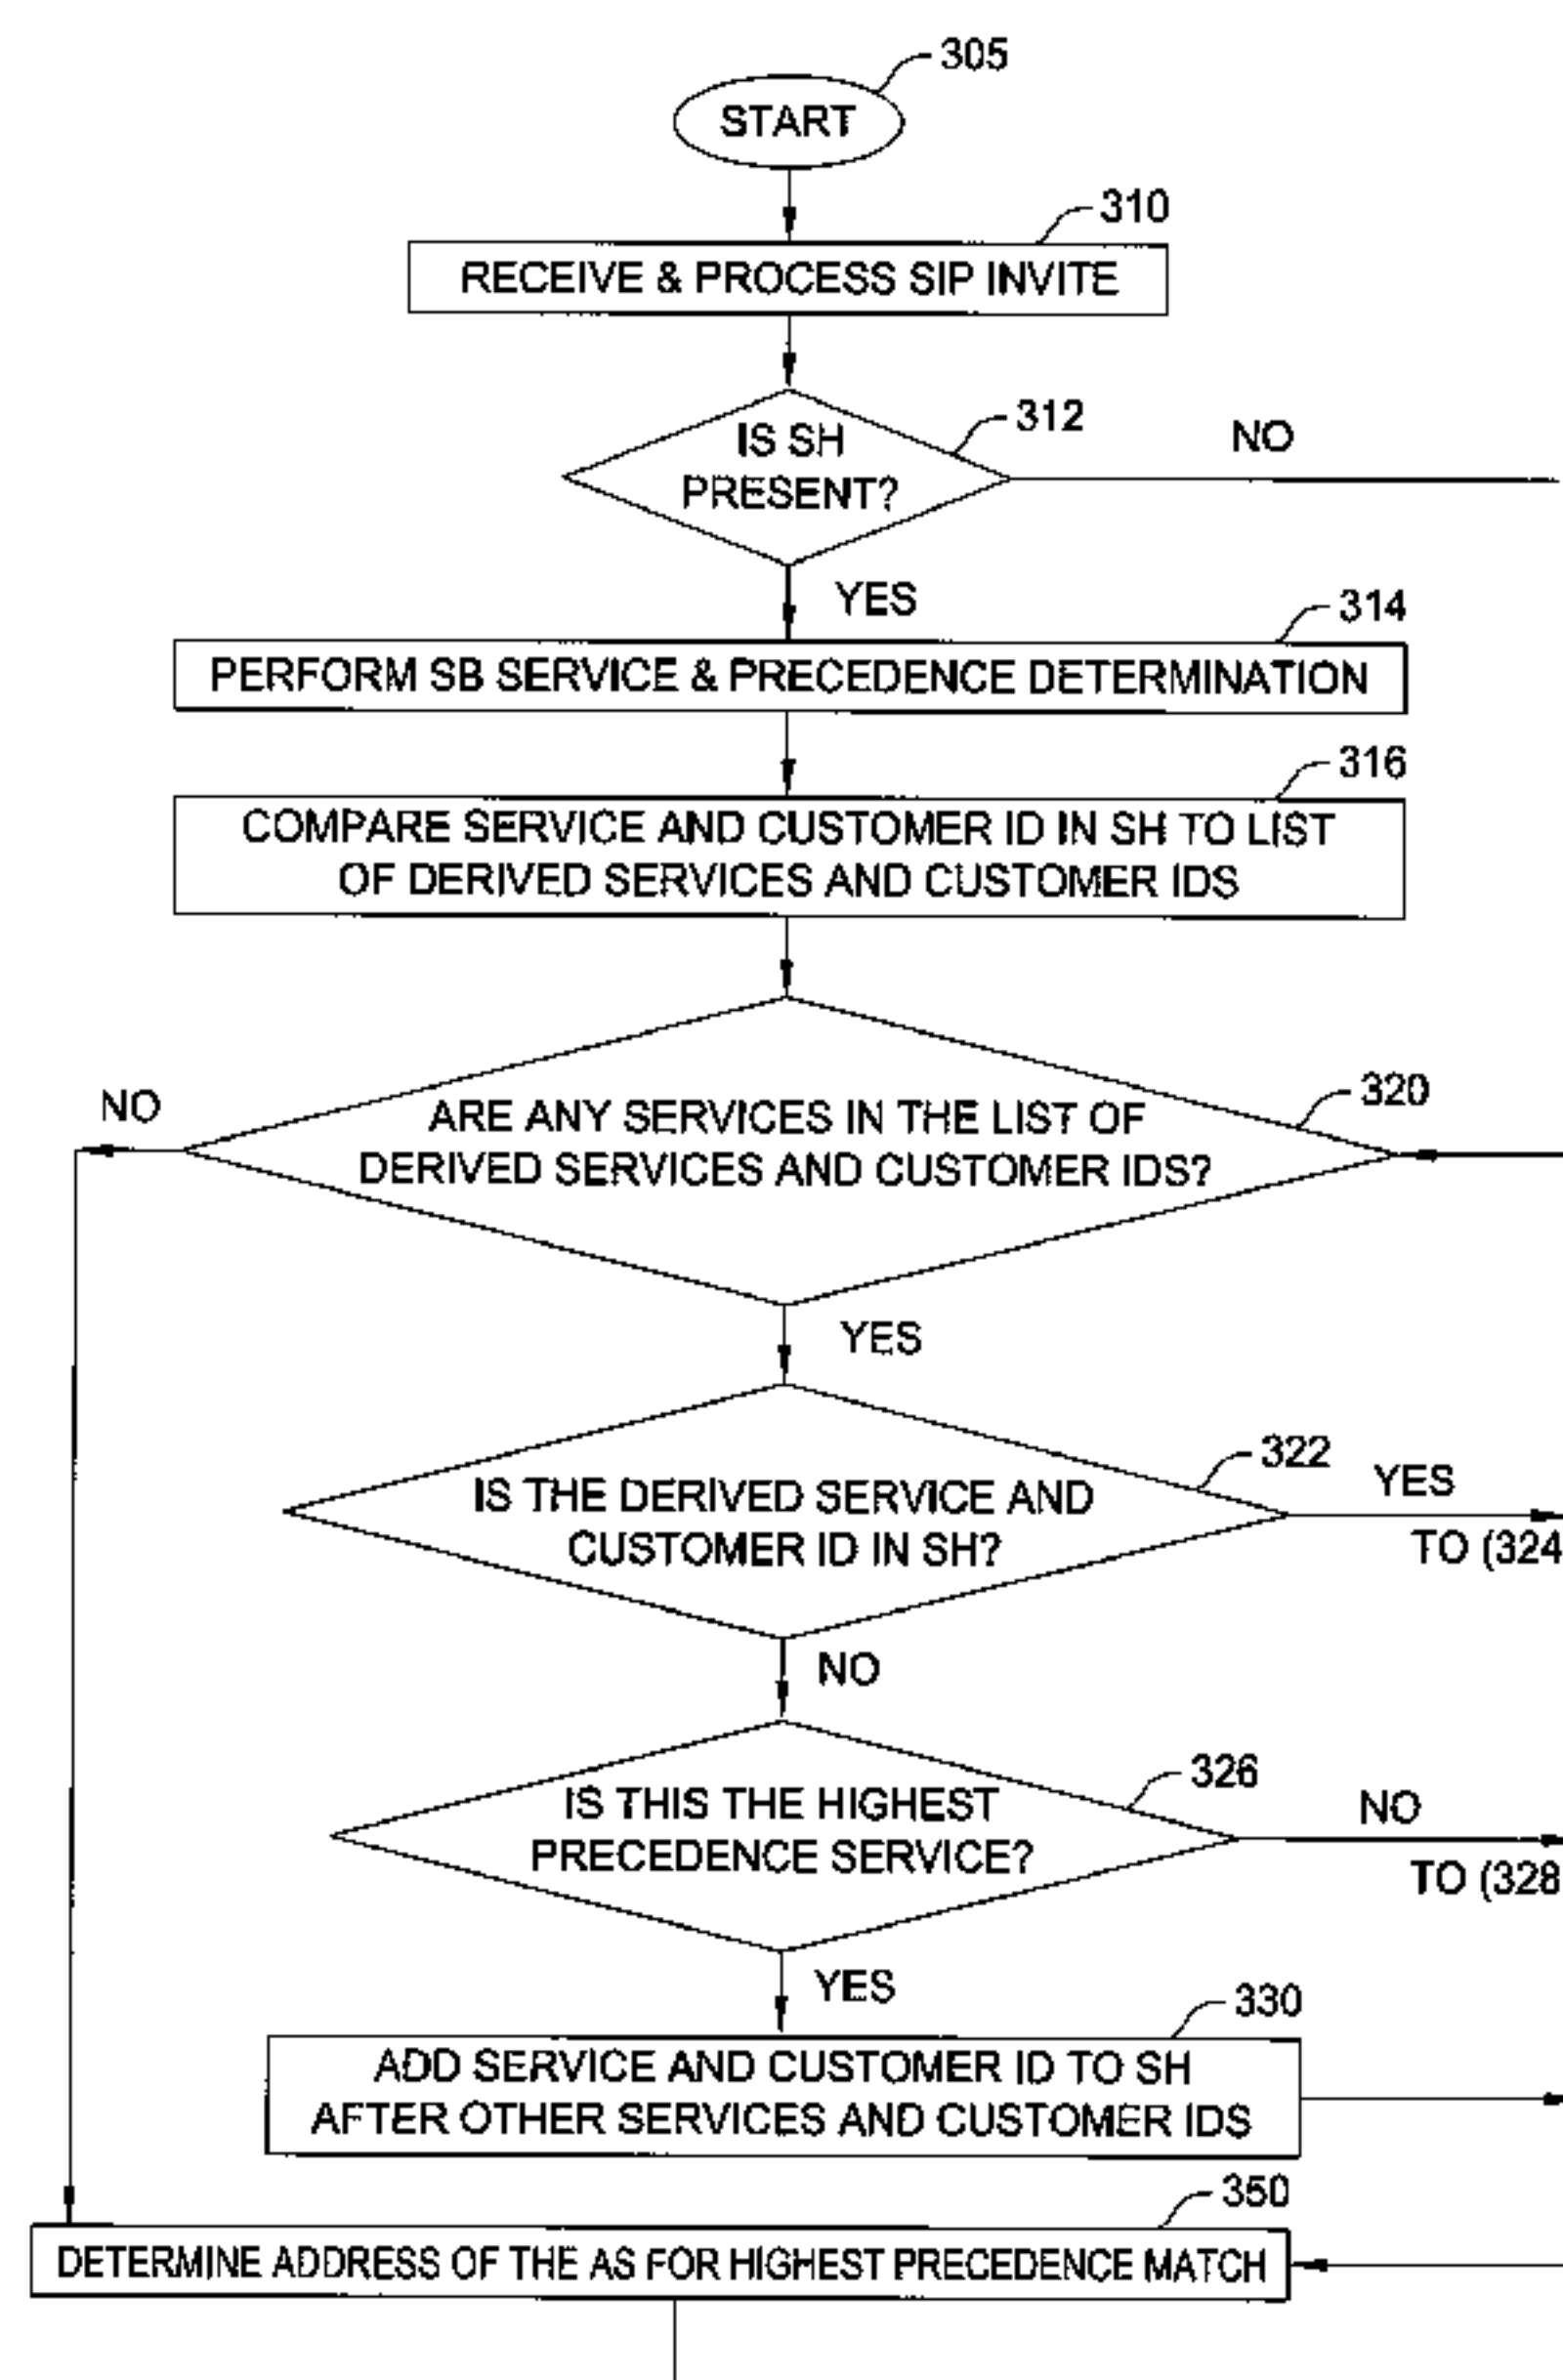 305
START
310
RECEIVE & PROCESS SIP INVITE
312
IS SH
PRESENT?
NO
YES
314
PERFORM SB SERVICE & PRECEDENCE DETERMINATION
316
COMPARE SERVICE AND CUSTOMER ID IN SH TO LIST
OF DERIVED SERVICES AND CUSTOMER IDS
320
NO
ARE ANY SERVICES IN THE LIST OF
DERIVED SERVICES AND CUSTOMER IDS?
YES
322
YES
IS THE DERIVED SERVICE AND
CUSTOMER ID IN SH?
TO (324
NO
326
NO
IS THIS THE HIGHEST
PRECEDENCE SERVICE?
TO (328
YES
330
ADD SERVICE AND CUSTOMER ID TO SH
AFTER OTHER SERVICES AND CUSTOMER IDS
350
DETERMINE ADDRESS OF THE AS FOR HIGHEST PRECEDENCE MATCH